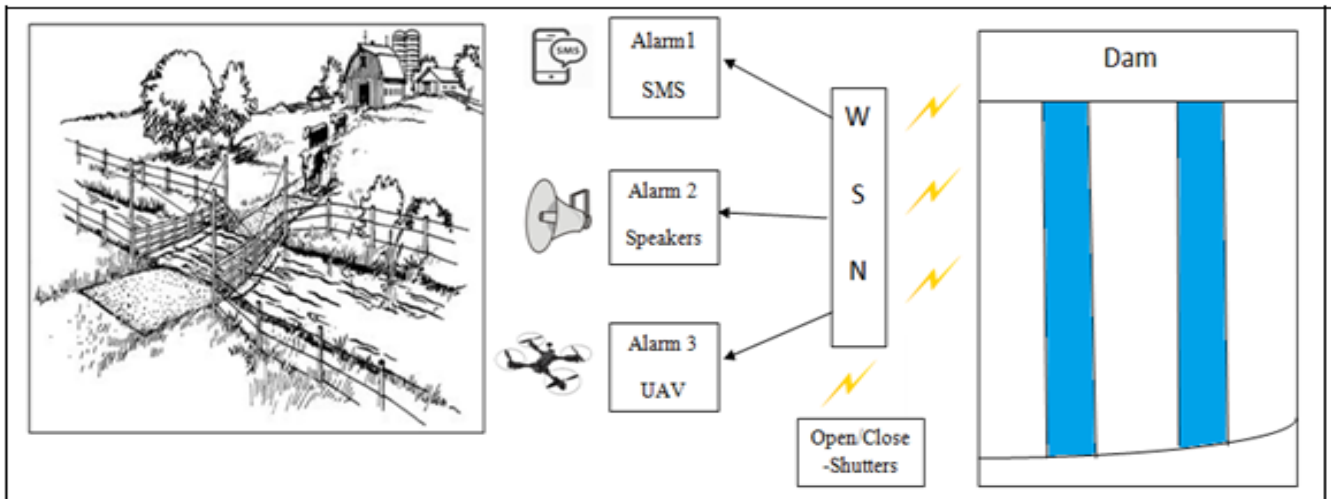 SMS
Alarm1
SMS
Alarm 2
Speakers
Alarm 3
UAV
W
S
N
Open/Close
-Shutters
Dam